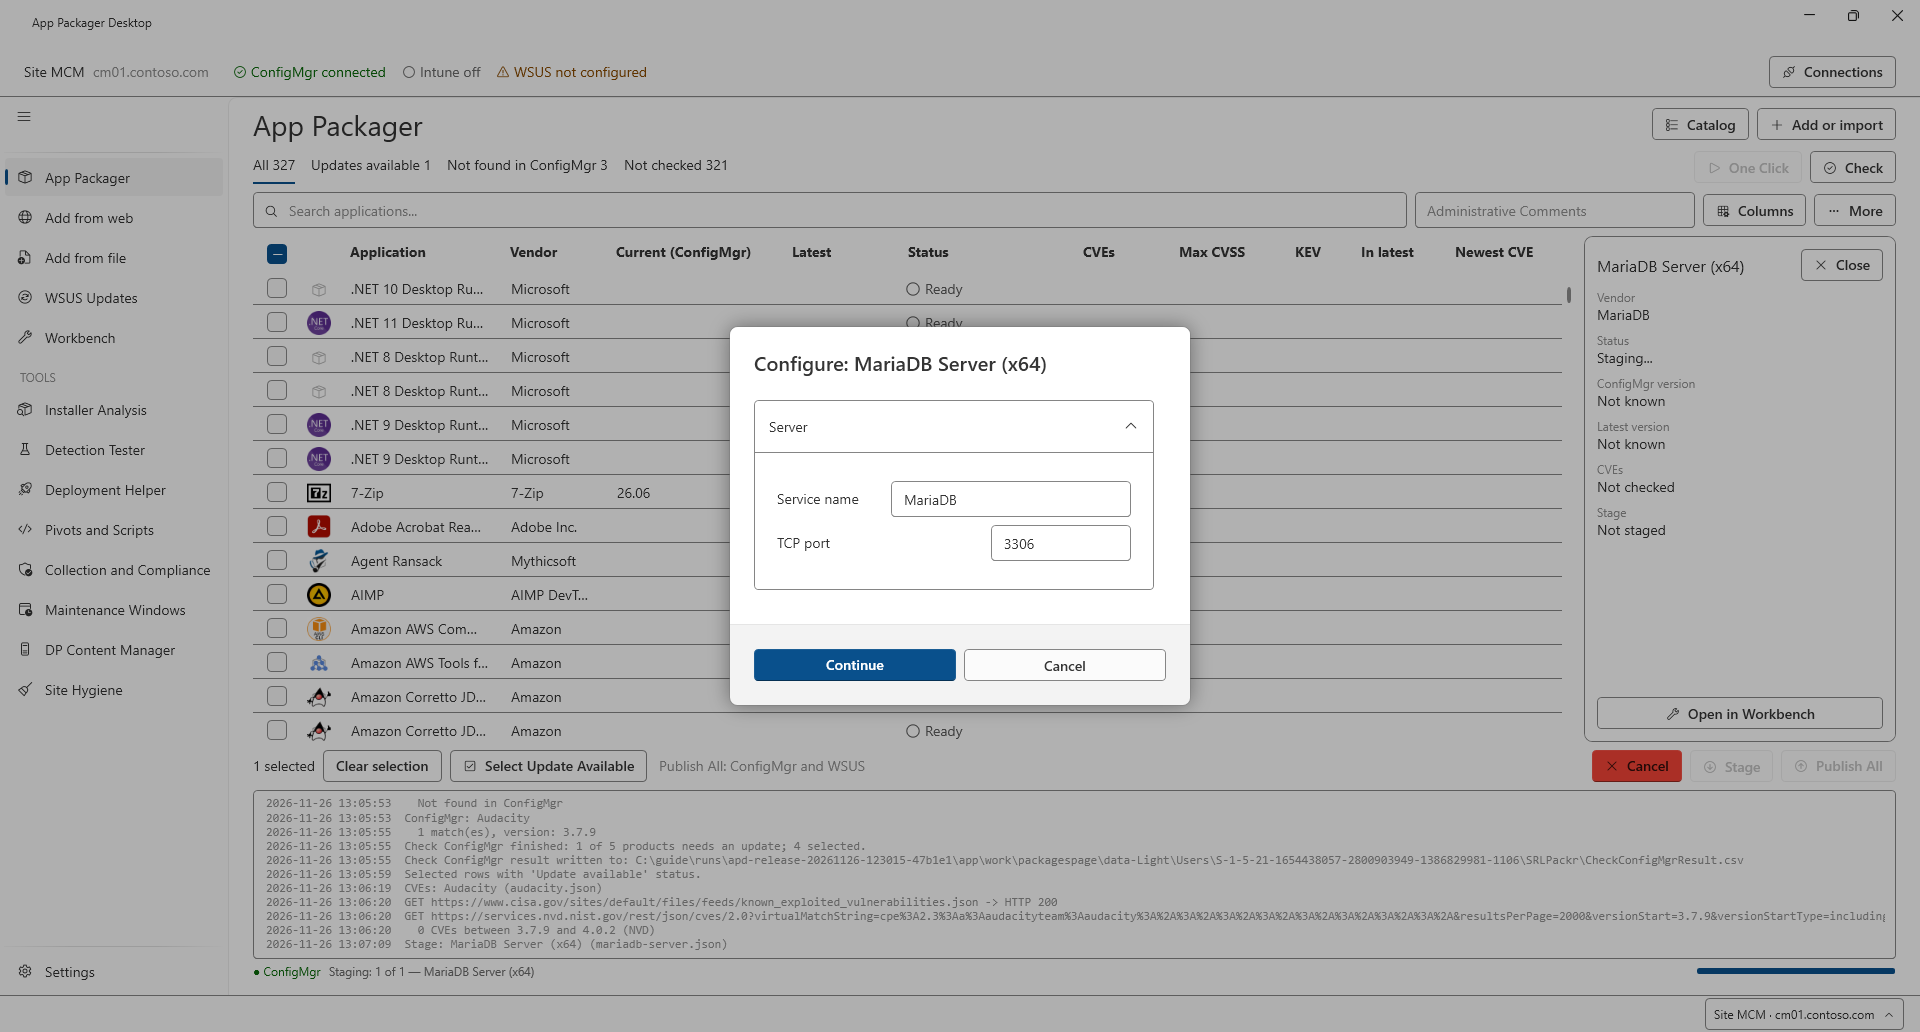 App Packager Desktop
Site MCM cm01.contoso.com ConfigMgr connected Intune off WSUS not configured Connections
App Packager
Catalog Add or import
All 327 Updates available 1 Not found in ConfigMgr 3 Not checked 321
One Click Check
Search applications... Administrative Comments Columns More
App Packager
Add from web
Add from file
WSUS Updates
Workbench
TOOLS
Installer Analysis
Detection Tester
Deployment Helper
Pivots and Scripts
Collection and Compliance
Maintenance Windows
DP Content Manager
Site Hygiene
Settings
Application Vendor Current (ConfigMgr) Latest Status CVEs Max CVSS KEV In latest Newest CVE
.NET 10 Desktop Ru... Microsoft Ready
.NET 11 Desktop Ru... Microsoft Ready
.NET 8 Desktop Runt... Microsoft
.NET 8 Desktop Runt... Microsoft
.NET 9 Desktop Runt... Microsoft
.NET 9 Desktop Runt... Microsoft
7-Zip 7-Zip 26.06
Adobe Acrobat Rea... Adobe Inc.
Agent Ransack Mythicsoft
AIMP AIMP DevT...
Amazon AWS Com... Amazon
Amazon AWS Tools f... Amazon
Amazon Corretto JD... Amazon
Amazon Corretto JD... Amazon Ready
Configure: MariaDB Server (x64)
Server
Service name MariaDB
TCP port 3306
Continue Cancel
MariaDB Server (x64) Close
Vendor
MariaDB
Status
Staging...
ConfigMgr version
Not known
Latest version
Not known
CVEs
Not checked
Stage
Not staged
Open in Workbench
1 selected Clear selection Select Update Available Publish All: ConfigMgr and WSUS Cancel Stage Publish All
2026-11-26 13:05:53 Not found in ConfigMgr
2026-11-26 13:05:53 ConfigMgr: Audacity
2026-11-26 13:05:55 1 match(es), version: 3.7.9
2026-11-26 13:05:55 Check ConfigMgr finished: 1 of 5 products needs an update; 4 selected.
2026-11-26 13:05:55 Check ConfigMgr result written to: C:\guide\runs\apd-release-20261126-123015-47b1e1\app\work\packagespage\data-Light\Users\S-1-5-21-1654438057-2800903949-1386829981-1106\SRLPackr\CheckConfigMgrResult.csv
2026-11-26 13:05:59 Selected rows with 'Update available' status.
2026-11-26 13:06:19 CVEs: Audacity (audacity.json)
2026-11-26 13:06:20 GET https://www.cisa.gov/sites/default/files/feeds/known_exploited_vulnerabilities.json -> HTTP 200
2026-11-26 13:06:20 GET https://services.nvd.nist.gov/rest/json/cves/2.0?virtualMatchString=cpe%3A2.3%3Aa%3Aaudacityteam%3Aaudacity%3A%2A%3A%2A%3A%2A%3A%2A%3A%2A%3A%2A%3A%2A%3A%2A&resultsPerPage=2000&versionStart=3.7.9&versionStartType=including
2026-11-26 13:06:20 0 CVEs between 3.7.9 and 4.0.2 (NVD)
2026-11-26 13:07:09 Stage: MariaDB Server (x64) (mariadb-server.json)
ConfigMgr Staging: 1 of 1 — MariaDB Server (x64)
Site MCM · cm01.contoso.com